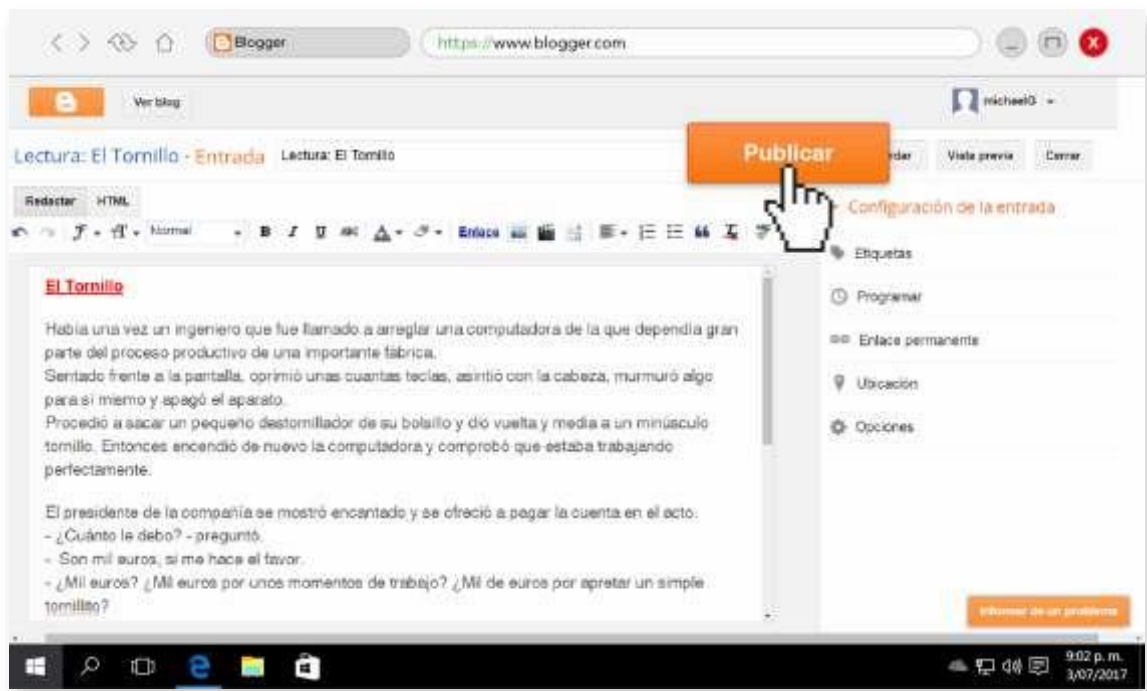 Blogger
https://www.blogger.com
Ver blog
michaelG
Lectura: El Tornillo - Entrada
Lectura: El Tornillo
Publicar
Vista previa
Cerrar
Redactar
HTML
Normal
Enlace
Configuración de la entrada
Etiquetas
Programar
Enlace permanente
Ubicación
Opciones
El Tornillo
Había una vez un ingeniero que fue llamado a arreglar una computadora de la que dependía gran
parte del proceso productivo de una importante fábrica.
Sentado frente a la pantalla, oprimió unas cuantas teclas, asintió con la cabeza, murmuró algo
para si mismo y apagó el aparato.
Procedió a sacar un pequeño destornillador de su bolsillo y dió vuelta y media a un minúsculo
tornillo. Entonces encendió de nuevo la computadora y comprobó que estaba trabajando
perfectamente.
El presidente de la compañía se mostró encantado y se ofreció a pagar la cuenta en el acto.
- ¿Cuánto le debo? - preguntó.
- Son mil euros, si me hace el favor.
- ¿Mil euros? ¿Mil euros por unos momentos de trabajo? ¿Mil de euros por apretar un simple
tornillito?
Informar de un problema
9:02 p. m.
3/07/2017